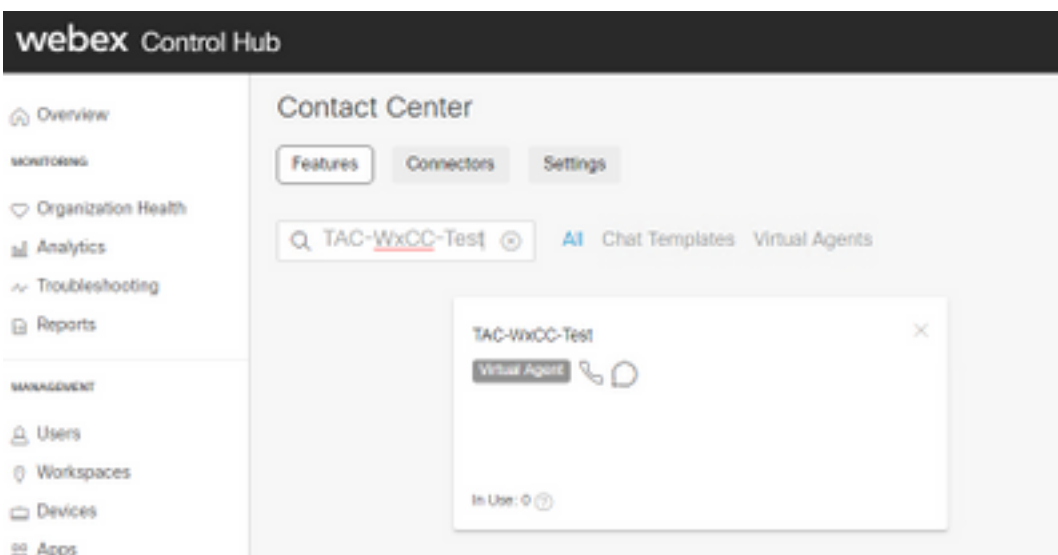 webex Control Hub
Overview
MONITORING
Organization Health
Analytics
Troubleshooting
Reports
MANAGEMENT
Users
Workspaces
Devices
Apps
Contact Center
Features Connectors Settings
TAC-WxCC-Test All Chat Templates Virtual Agents
TAC-WxCC-Test
Virtual Agent
In Use: 0 ?